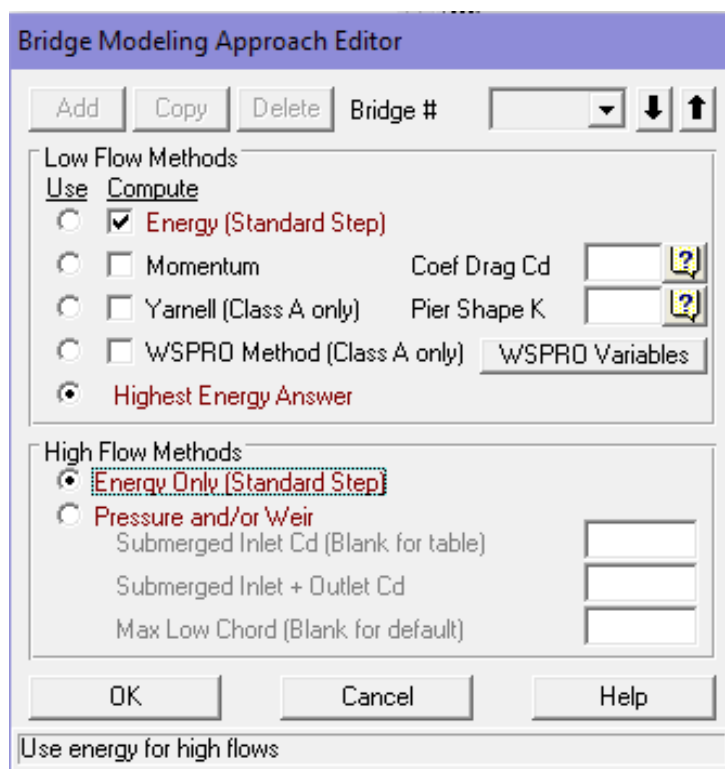 Bridge Modeling Approach Editor
Add Copy Delete Bridge #
Low Flow Methods
Use Compute
Energy (Standard Step)
Momentum Coef Drag Cd ?
Yarnell (Class A only) Pier Shape K ?
WSPRO Method (Class A only) WSPRO Variables
Highest Energy Answer
High Flow Methods
Energy Only (Standard Step)
Pressure and/or Weir
Submerged Inlet Cd (Blank for table)
Submerged Inlet + Outlet Cd
Max Low Chord (Blank for default)
OK Cancel Help
Use energy for high flows